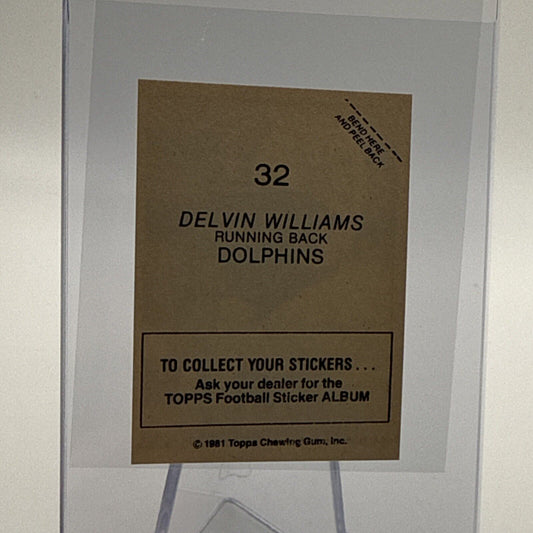 BEND HERE
AND PEEL BACK
32
DELVIN WILLIAMS
RUNNING BACK
DOLPHINS
TO COLLECT YOUR STICKERS...
Ask your dealer for the
TOPPS Football Sticker ALBUM
© 1981 Topps Chewing Gum, Inc.